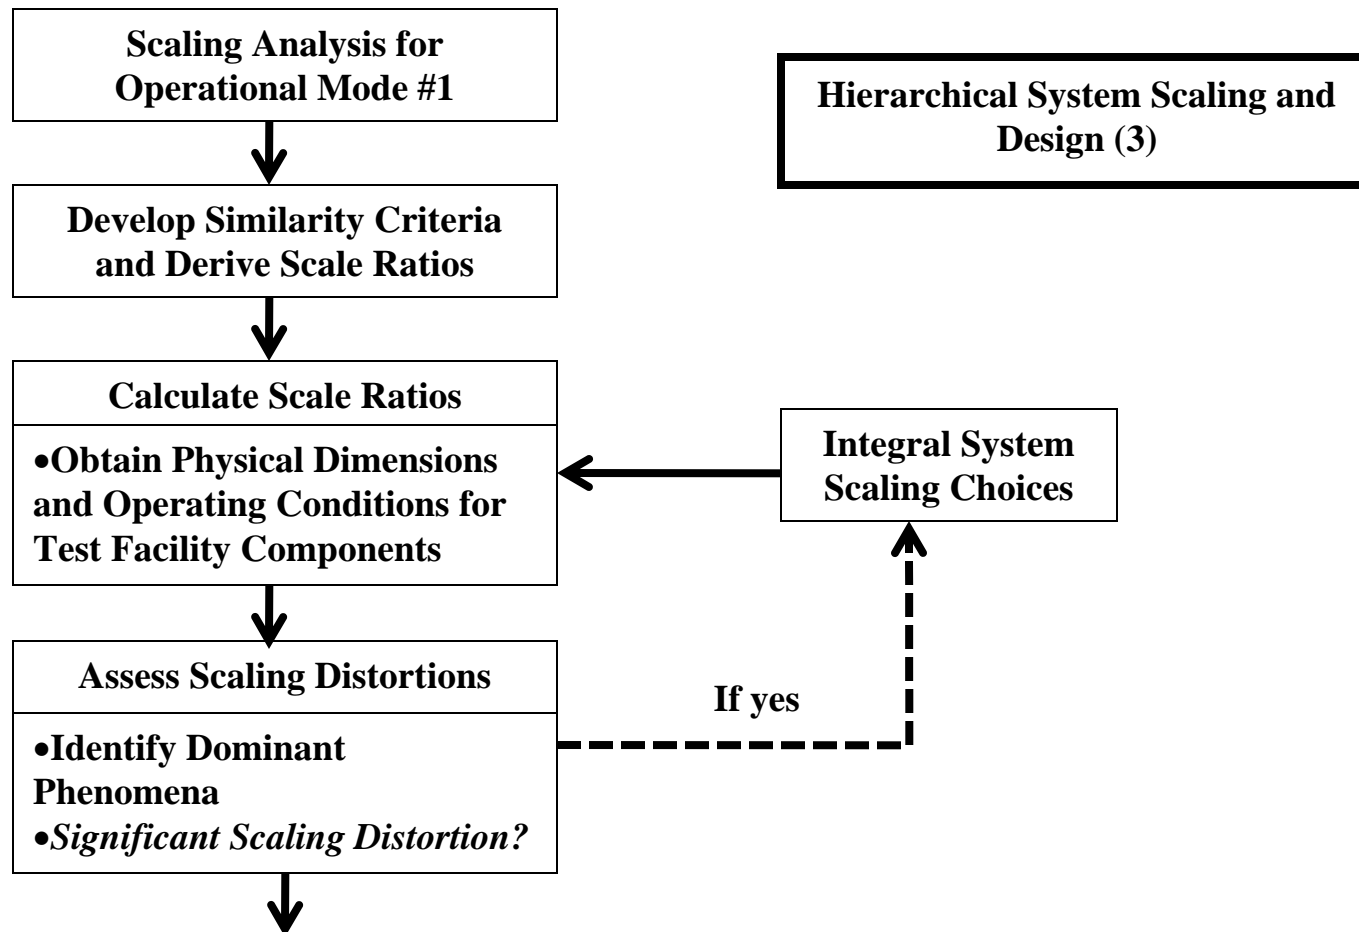 Scaling Analysis for
Operational Mode #1
Hierarchical System Scaling and
Design (3)
Develop Similarity Criteria
and Derive Scale Ratios
Calculate Scale Ratios
•Obtain Physical Dimensions
and Operating Conditions for
Test Facility Components
Integral System
Scaling Choices
Assess Scaling Distortions
•Identify Dominant
Phenomena
•Significant Scaling Distortion?
If yes